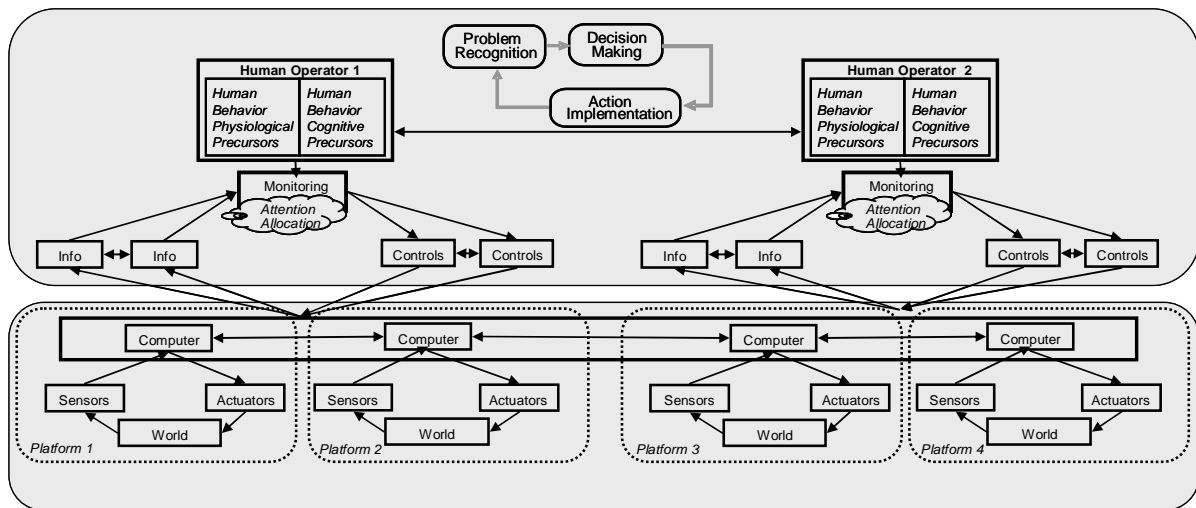 Problem
Recognition
Decision
Making
Action
Implementation
Human Operator 1
Human
Behavior
Physiological
Precursors
Human
Behavior
Cognitive
Precursors
Human Operator 2
Human
Behavior
Physiological
Precursors
Human
Behavior
Cognitive
Precursors
Monitoring
Attention
Allocation
Monitoring
Attention
Allocation
Info
Info
Controls
Controls
Info
Info
Controls
Controls
Computer
Computer
Computer
Computer
Sensors
Actuators
Sensors
Actuators
Sensors
Actuators
Sensors
Actuators
World
World
World
World
Platform 1
Platform 2
Platform 3
Platform 4